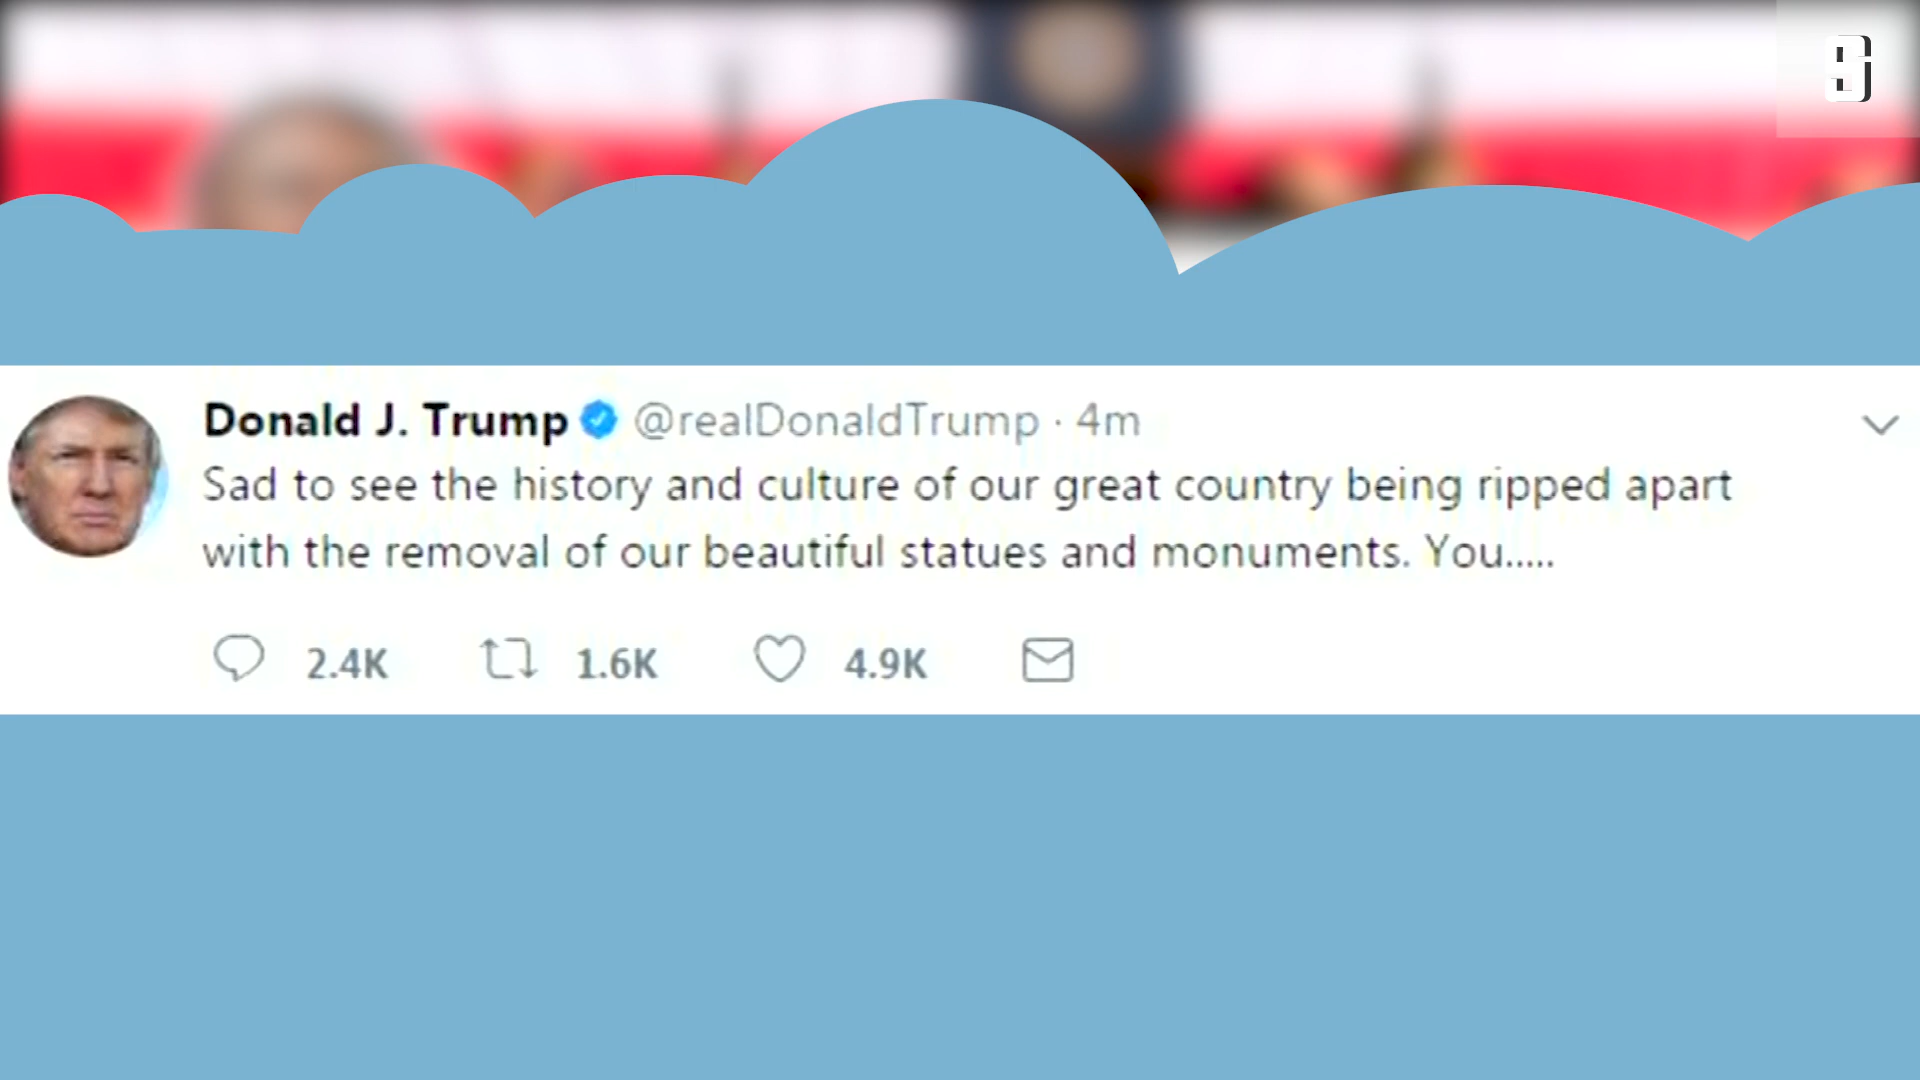 S
Donald J. Trump @realDonaldTrump · 4m
Sad to see the history and culture of our great country being ripped apart
with the removal of our beautiful statues and monuments. You.....
2.4K 1.6K 4.9K